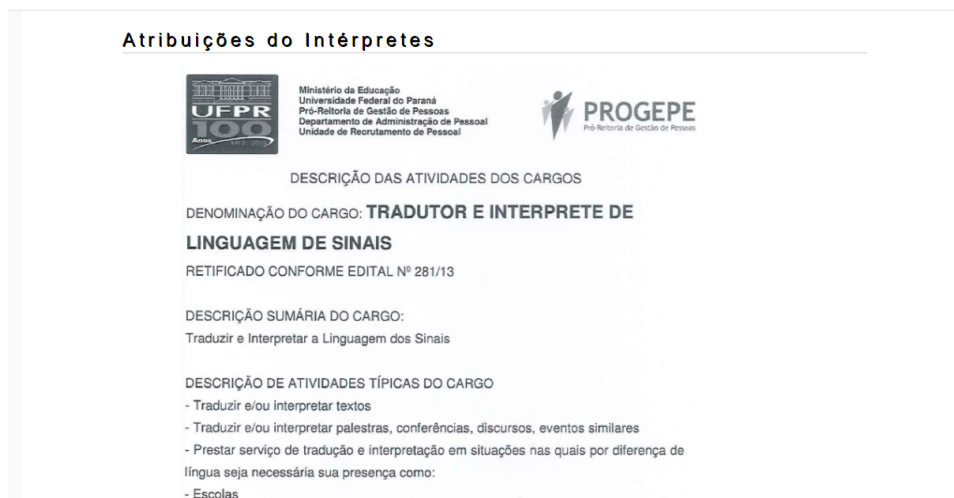 Atribuições do Intérpretes
UFPR
100
Anos
1912 - 2012
Ministério da Educação
Universidade Federal do Paraná
Pró-Reitoria de Gestão de Pessoas
Departamento de Administração de Pessoal
Unidade de Recrutamento de Pessoal
PROGEPE
Pró-Reitoria de Gestão de Pessoas
DESCRIÇÃO DAS ATIVIDADES DOS CARGOS
DENOMINAÇÃO DO CARGO: TRADUTOR E INTERPRETE DE
LINGUAGEM DE SINAIS
RETIFICADO CONFORME EDITAL Nº 281/13
DESCRIÇÃO SUMÁRIA DO CARGO:
Traduzir e Interpretar a Linguagem dos Sinais
DESCRIÇÃO DE ATIVIDADES TÍPICAS DO CARGO
- Traduzir e/ou interpretar textos
- Traduzir e/ou interpretar palestras, conferências, discursos, eventos similares
- Prestar serviço de tradução e interpretação em situações nas quais por diferença de
língua seja necessária sua presença como:
- Escolas